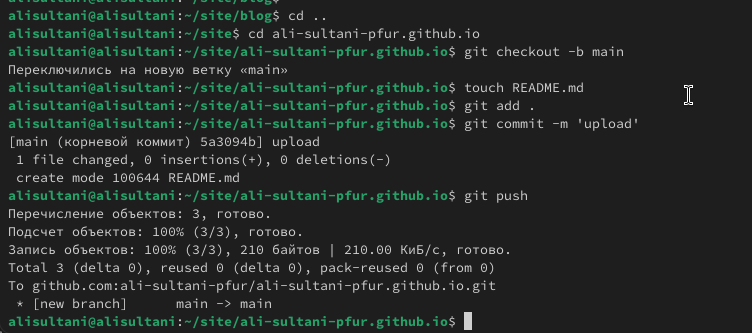 alisultani@alisultani:~/site/blog$ cd ..
alisultani@alisultani:~/site$ cd ali-sultani-pfur.github.io
alisultani@alisultani:~/site/ali-sultani-pfur.github.io$ git checkout -b main
Переключились на новую ветку «main»
alisultani@alisultani:~/site/ali-sultani-pfur.github.io$ touch README.md
alisultani@alisultani:~/site/ali-sultani-pfur.github.io$ git add .
alisultani@alisultani:~/site/ali-sultani-pfur.github.io$ git commit -m 'upload'
[main (корневой коммит) 5a3094b] upload
 1 file changed, 0 insertions(+), 0 deletions(-)
 create mode 100644 README.md
alisultani@alisultani:~/site/ali-sultani-pfur.github.io$ git push
Перечисление объектов: 3, готово.
Подсчет объектов: 100% (3/3), готово.
Запись объектов: 100% (3/3), 210 байтов | 210.00 КиБ/с, готово.
Total 3 (delta 0), reused 0 (delta 0), pack-reused 0 (from 0)
To github.com:ali-sultani-pfur/ali-sultani-pfur.github.io.git
 * [new branch]      main -> main
alisultani@alisultani:~/site/ali-sultani-pfur.github.io$